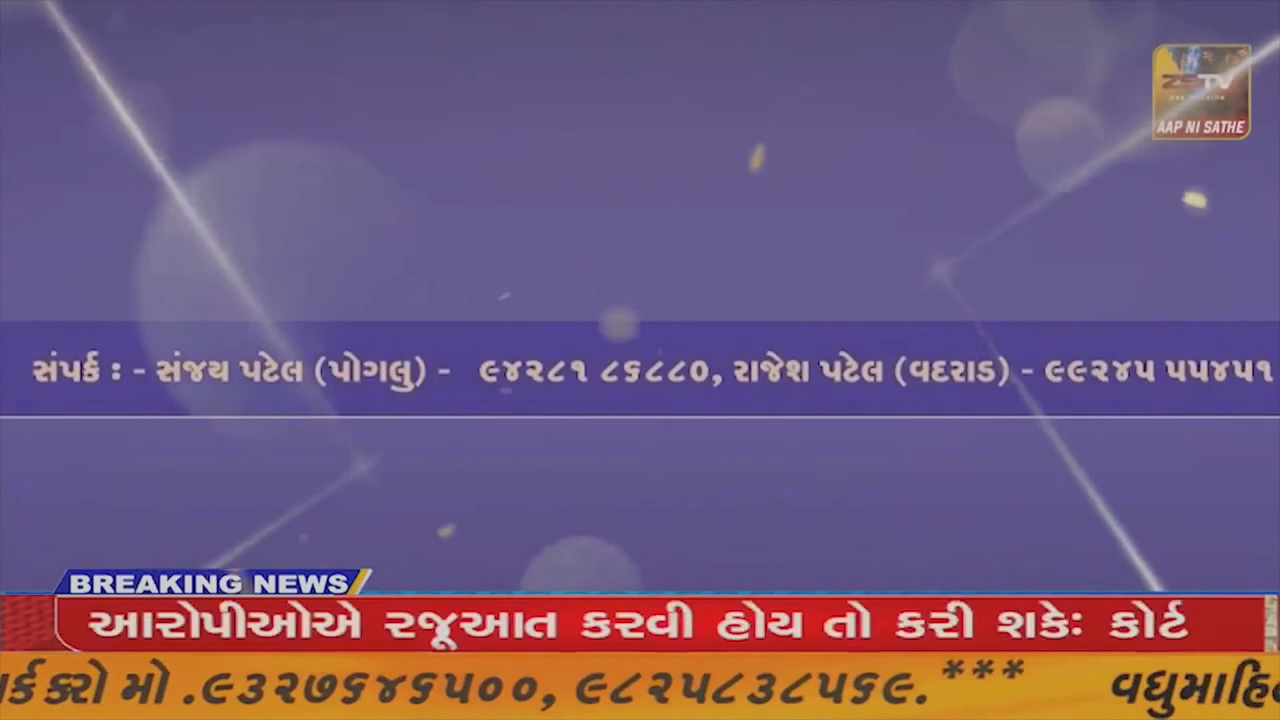 ZSTV
AAP NI SATHE
સંપર્ક : - સંજય પટેલ (પોગલુ) - ૯૪૨૮૧ ૮૬૮૮૦, રાજેશ પટેલ (વદરાડ) - ૯૯૨૪૫ ૫૫૪૫૧
BREAKING NEWS
આરોપીઓએ રજૂઆત કરવી હોય તો કરી શકેઃ કોર્ટ
કરો મો .૯૩૨૭૬૪૬૫૦૦, ૯૮૨૫૮૩૮૫૬૯. ***